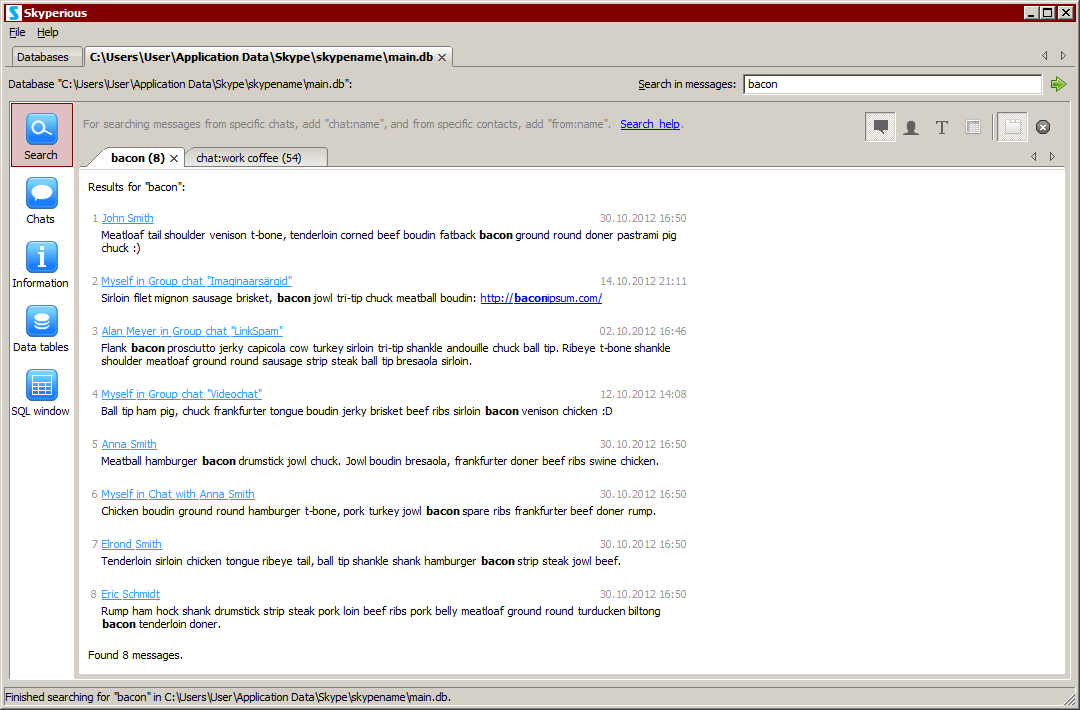 Skyperious
File Help
Databases C:\Users\User\Application Data\Skype\skypename\main.db
Database "C:\Users\User\Application Data\Skype\skypename\main.db": Search in messages: bacon
Search
Chats
Information
Data tables
SQL window
For searching messages from specific chats, add "chat:name", and from specific contacts, add "from:name". Search help.
T
bacon (8) chat:work coffee (54)
Results for "bacon":
1 John Smith 30.10.2012 16:50
Meatloaf tail shoulder venison t-bone, tenderloin corned beef boudin fatback bacon ground round doner pastrami pig
chuck :)
2 Myself in Group chat "Imaginaarsärgid" 14.10.2012 21:11
Sirloin filet mignon sausage brisket, bacon jowl tri-tip chuck meatball boudin: http://baconipsum.com/
3 Alan Meyer in Group chat "LinkSpam" 02.10.2012 16:46
Flank bacon prosciutto jerky capicola cow turkey sirloin tri-tip shankle andouille chuck ball tip. Ribeye t-bone shankle
shoulder meatloaf ground round sausage strip steak ball tip bresaola sirloin.
4 Myself in Group chat "Videochat" 12.10.2012 14:08
Ball tip ham pig, chuck frankfurter tongue boudin jerky brisket beef ribs sirloin bacon venison chicken :D
5 Anna Smith 30.10.2012 16:50
Meatball hamburger bacon drumstick jowl chuck. Jowl boudin bresaola, frankfurter doner beef ribs swine chicken.
6 Myself in Chat with Anna Smith 30.10.2012 16:50
Chicken boudin ground round hamburger t-bone, pork turkey jowl bacon spare ribs frankfurter beef doner rump.
7 Elrond Smith 30.10.2012 16:50
Tenderloin sirloin chicken tongue ribeye tail, ball tip shankle shank hamburger bacon strip steak jowl beef.
8 Eric Schmidt 30.10.2012 16:50
Rump ham hock shank drumstick strip steak pork loin beef ribs pork belly meatloaf ground round turducken biltong
bacon tenderloin doner.
Found 8 messages.
Finished searching for "bacon" in C:\Users\User\Application Data\Skype\skypename\main.db.